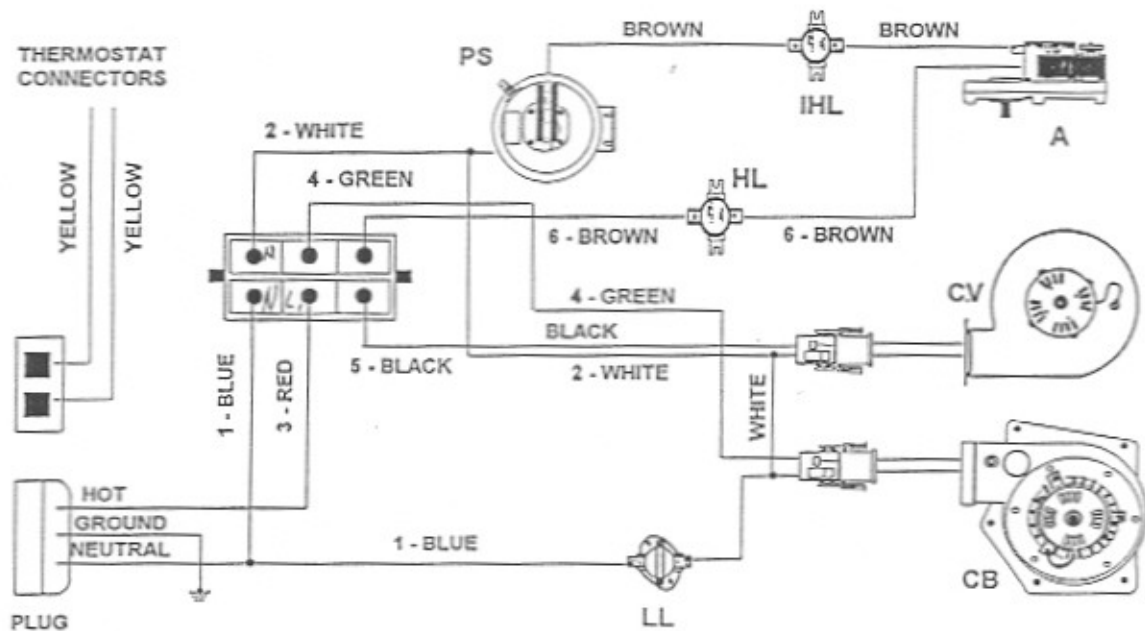 BROWN
BROWN
THERMOSTAT
CONNECTORS
PS
IHL
A
2 - WHITE
4 - GREEN
HL
YELLOW
YELLOW
6 - BROWN
6 - BROWN
N
N L1
4 - GREEN
C.V
BLACK
5 - BLACK
2 - WHITE
1 - BLUE
3 - RED
WHITE
HOT
GROUND
NEUTRAL
1 - BLUE
CB
LL
PLUG